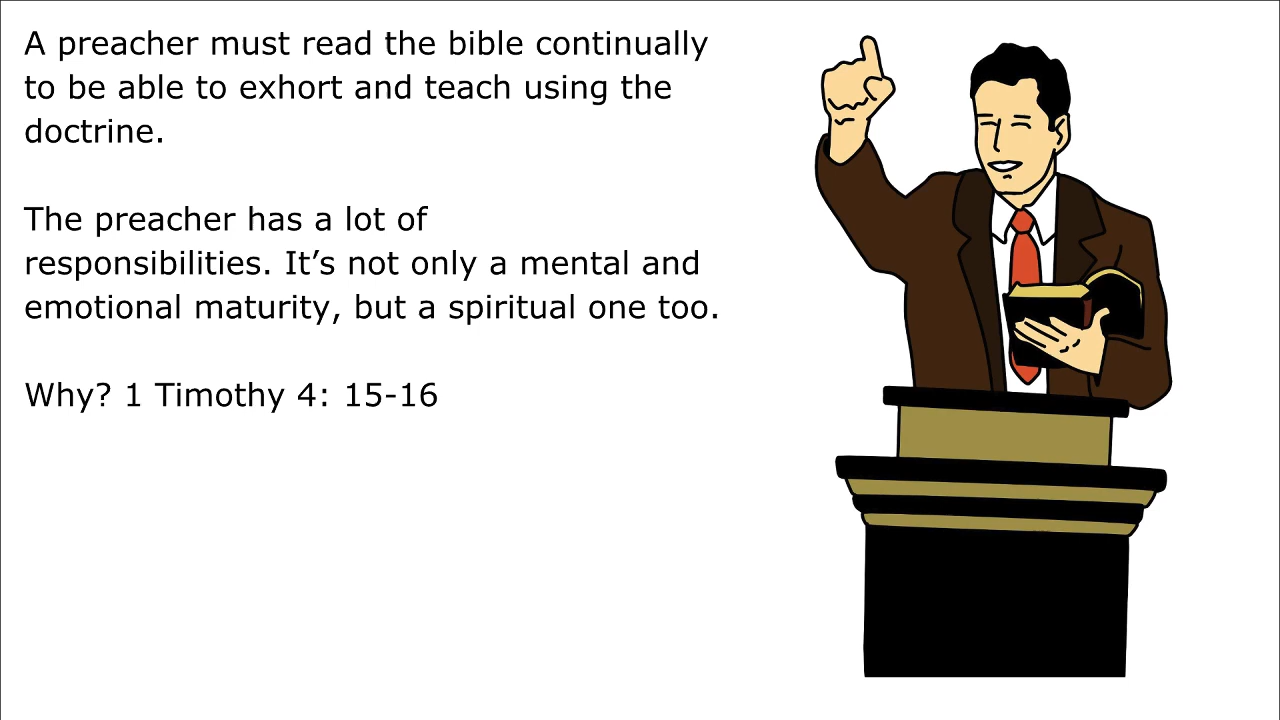 A preacher must read the bible continually
to be able to exhort and teach using the
doctrine.
The preacher has a lot of
responsibilities. It’s not only a mental and
emotional maturity, but a spiritual one too.
Why? 1 Timothy 4: 15-16